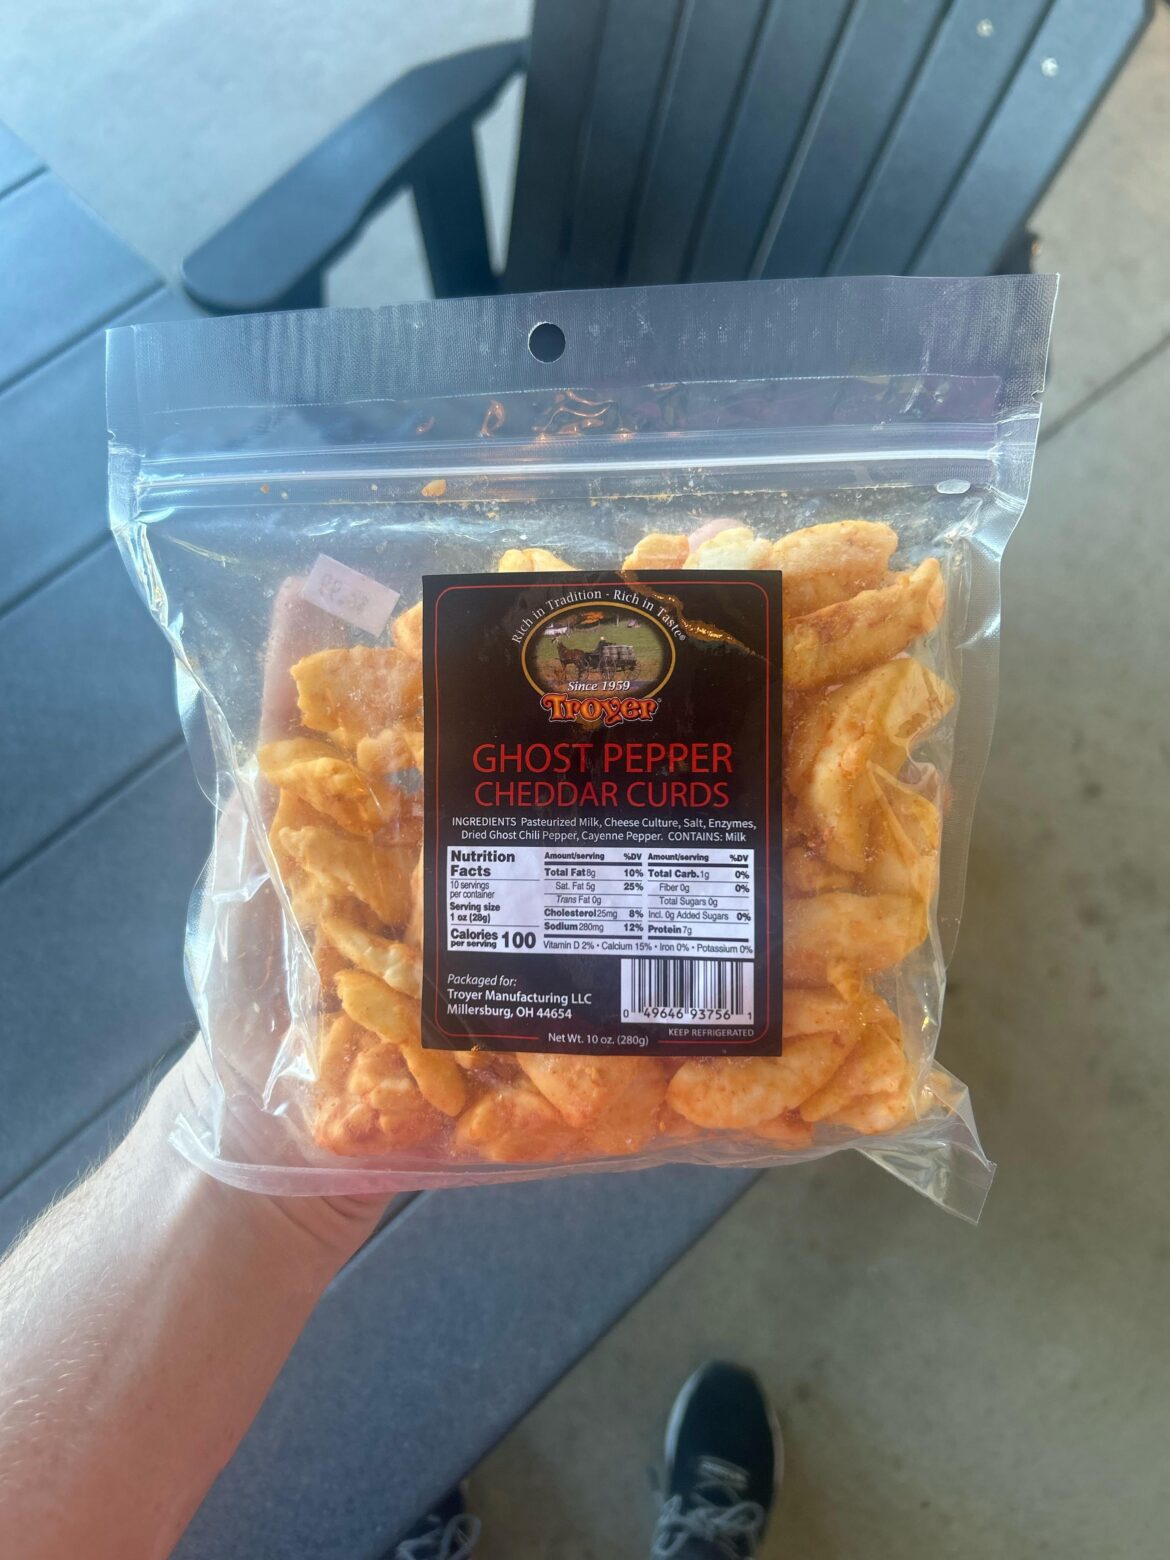 Rich in Tradition - Rich in Taste®
Since 1959
Troyer
GHOST PEPPER
CHEDDAR CURDS
INGREDIENTS Pasteurized Milk, Cheese Culture, Salt, Enzymes,
Dried Ghost Chili Pepper, Cayenne Pepper. CONTAINS: Milk
Nutrition
Facts
10 servings
per container
Serving size
1 oz (28g)
Calories
per serving 100
Amount/serving %DV
Total Fat 8g 10%
Sat. Fat 5g 25%
Trans Fat 0g
Cholesterol 25mg 8%
Sodium 280mg 12%
Amount/serving %DV
Total Carb. 1g 0%
Fiber 0g 0%
Total Sugars 0g
Incl. 0g Added Sugars 0%
Protein 7g
Vitamin D 2% • Calcium 15% • Iron 0% • Potassium 0%
Packaged for:
Troyer Manufacturing LLC
Millersburg, OH 44654
0 49646 93756 1
KEEP REFRIGERATED
Net Wt. 10 oz. (280g)